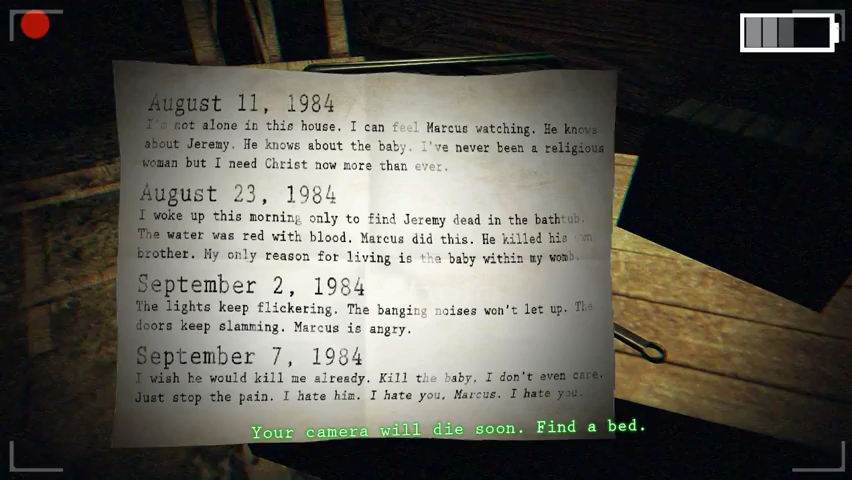 August 11, 1984
I'm not alone in this house. I can feel Marcus watching. He knows
about Jeremy. He knows about the baby. I've never been a religious
woman but I need Christ now more than ever.
August 23, 1984
I woke up this morning only to find Jeremy dead in the bathtub.
The water was red with blood. Marcus did this. He killed his own
brother. My only reason for living is the baby within my womb.
September 2, 1984
The lights keep flickering. The banging noises won't let up. The
doors keep slamming. Marcus is angry.
September 7, 1984
I wish he would kill me already. Kill the baby, I don't even care.
Just stop the pain. I hate him. I hate you, Marcus. I hate you.
Your camera will die soon. Find a bed.